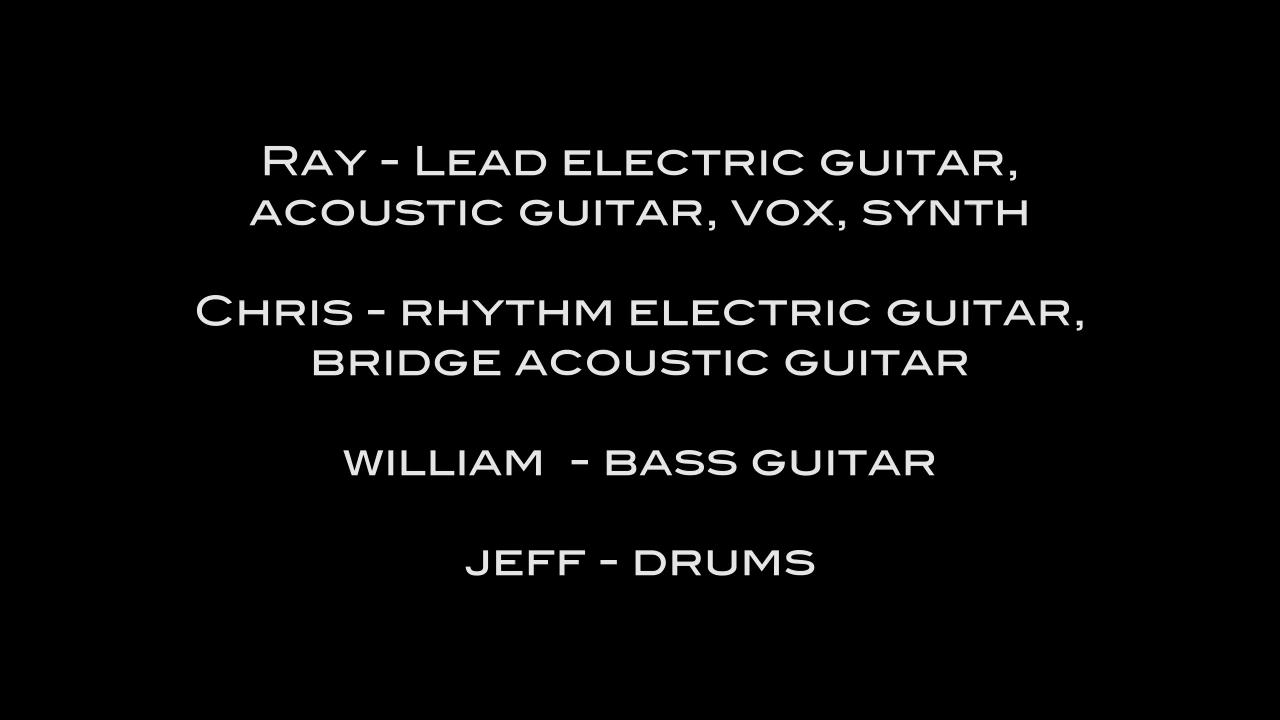 Ray - Lead electric guitar,
acoustic guitar, vox, synth
Chris - rhythm electric guitar,
bridge acoustic guitar
william  - bass guitar
jeff - drums